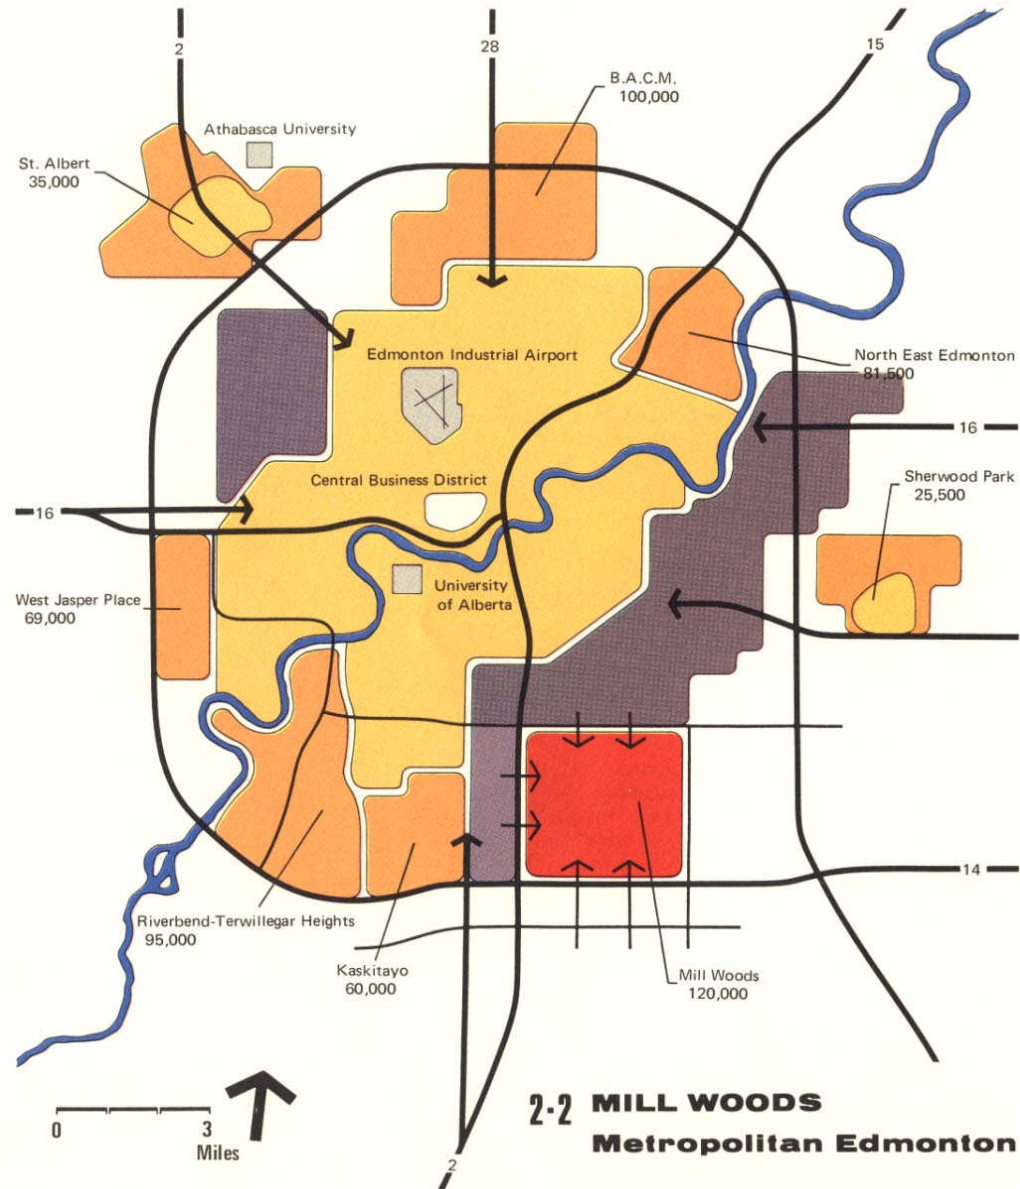 2
28
15
B.A.C.M.
100,000
Athabasca University
St. Albert
35,000
Edmonton Industrial Airport
North East Edmonton
81,500
16
Central Business District
Sherwood Park
25,500
16
University
of Alberta
West Jasper Place
69,000
14
Riverbend-Terwillegar Heights
95,000
Kaskitayo
60,000
Mill Woods
120,000
2-2 MILL WOODS
Metropolitan Edmonton
0 3
Miles
2